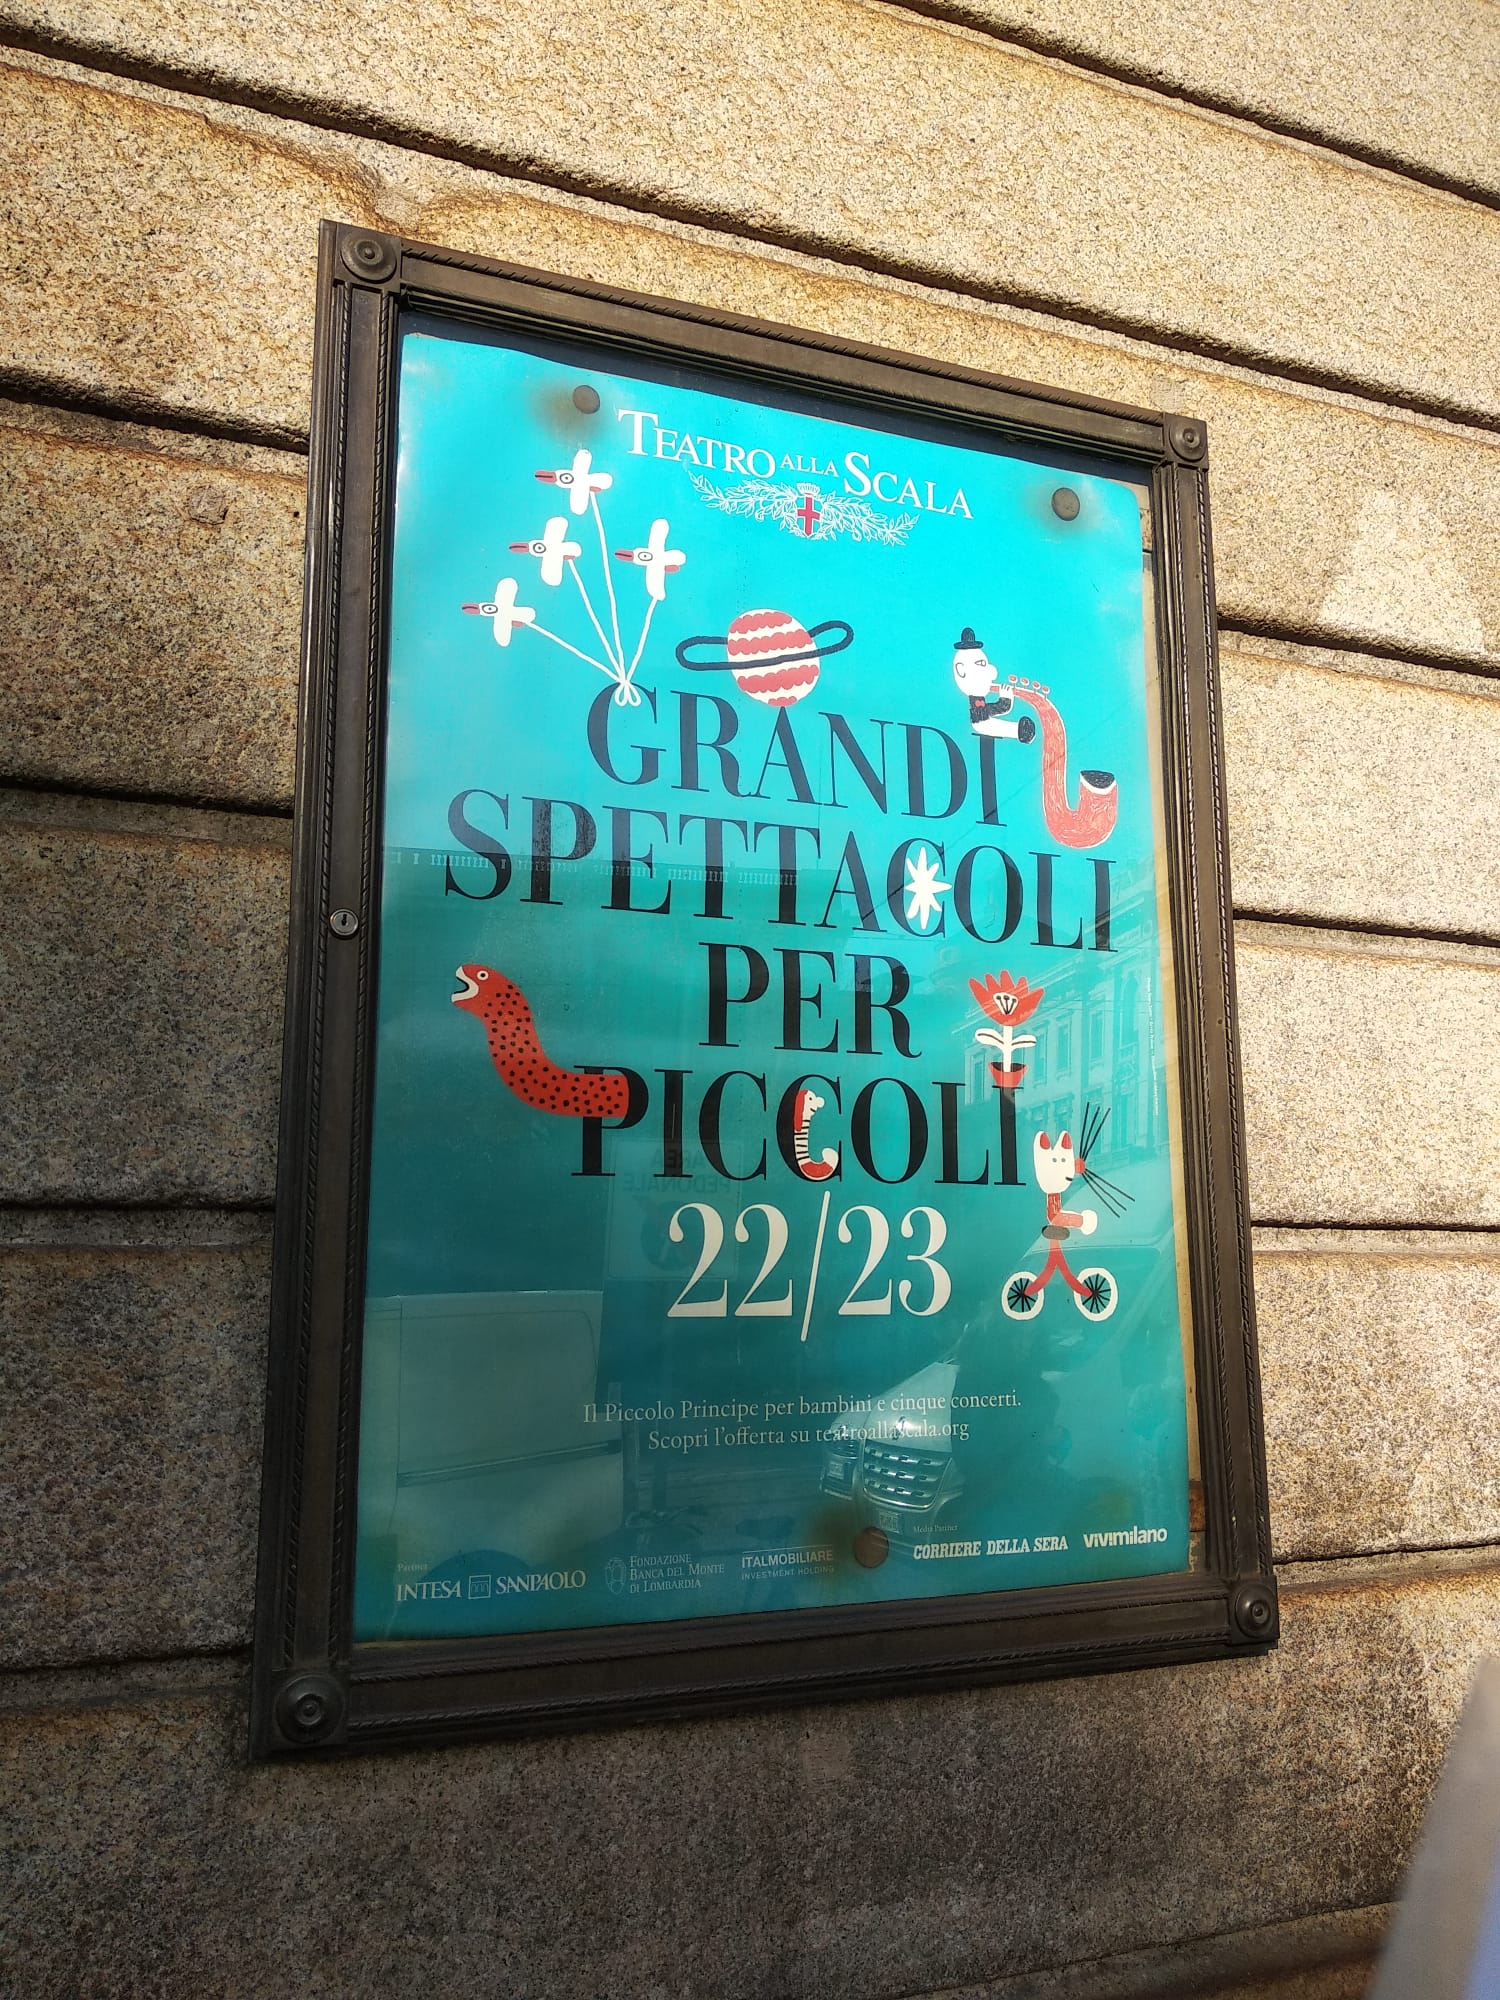 TEATRO ALLA SCALA
GRANDI
SPETTACOLI
PER
PICCOLI
22/23
Il Piccolo Principe per bambini e cinque concerti.
Scopri l'offerta su teatroallascala.org
Partner
INTESA SANPAOLO
FONDAZIONE
BANCA DEL MONTE
DI LOMBARDIA
ITALMOBILIARE
INVESTMENT HOLDING
Media Partner
CORRIERE DELLA SERA
vivimilano
AREA
PEDONALE